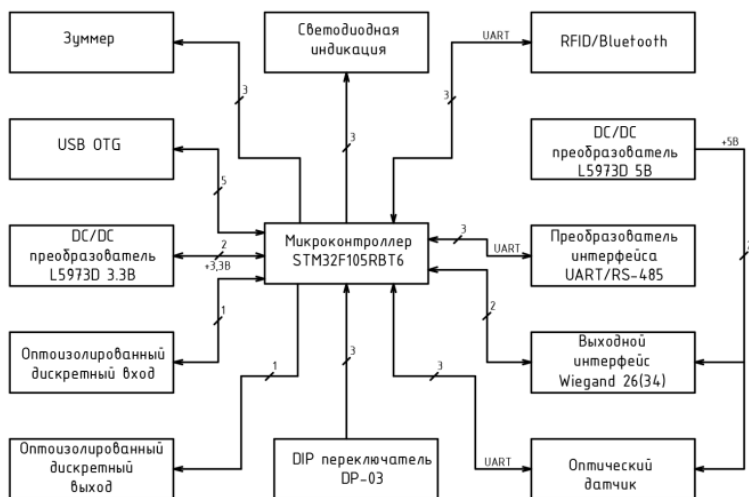 Зуммер
Светодиодная
индикация
UART
RFID/Bluetooth
3
3
3
USB OTG
5
DC/DC
преобразователь
L5973D 5В
+5В
2
DC/DC
преобразователь
L5973D 3.3В
2
+3,3В
Микроконтроллер
STM32F105RBT6
3
UART
Преобразователь
интерфейса
UART/RS-485
1
2
Оптоизолированный
дискретный вход
1
3
3
Выходной
интерфейс
Wiegand 26(34)
Оптоизолированный
дискретный
выход
DIP переключатель
DP-03
UART
Оптический
датчик